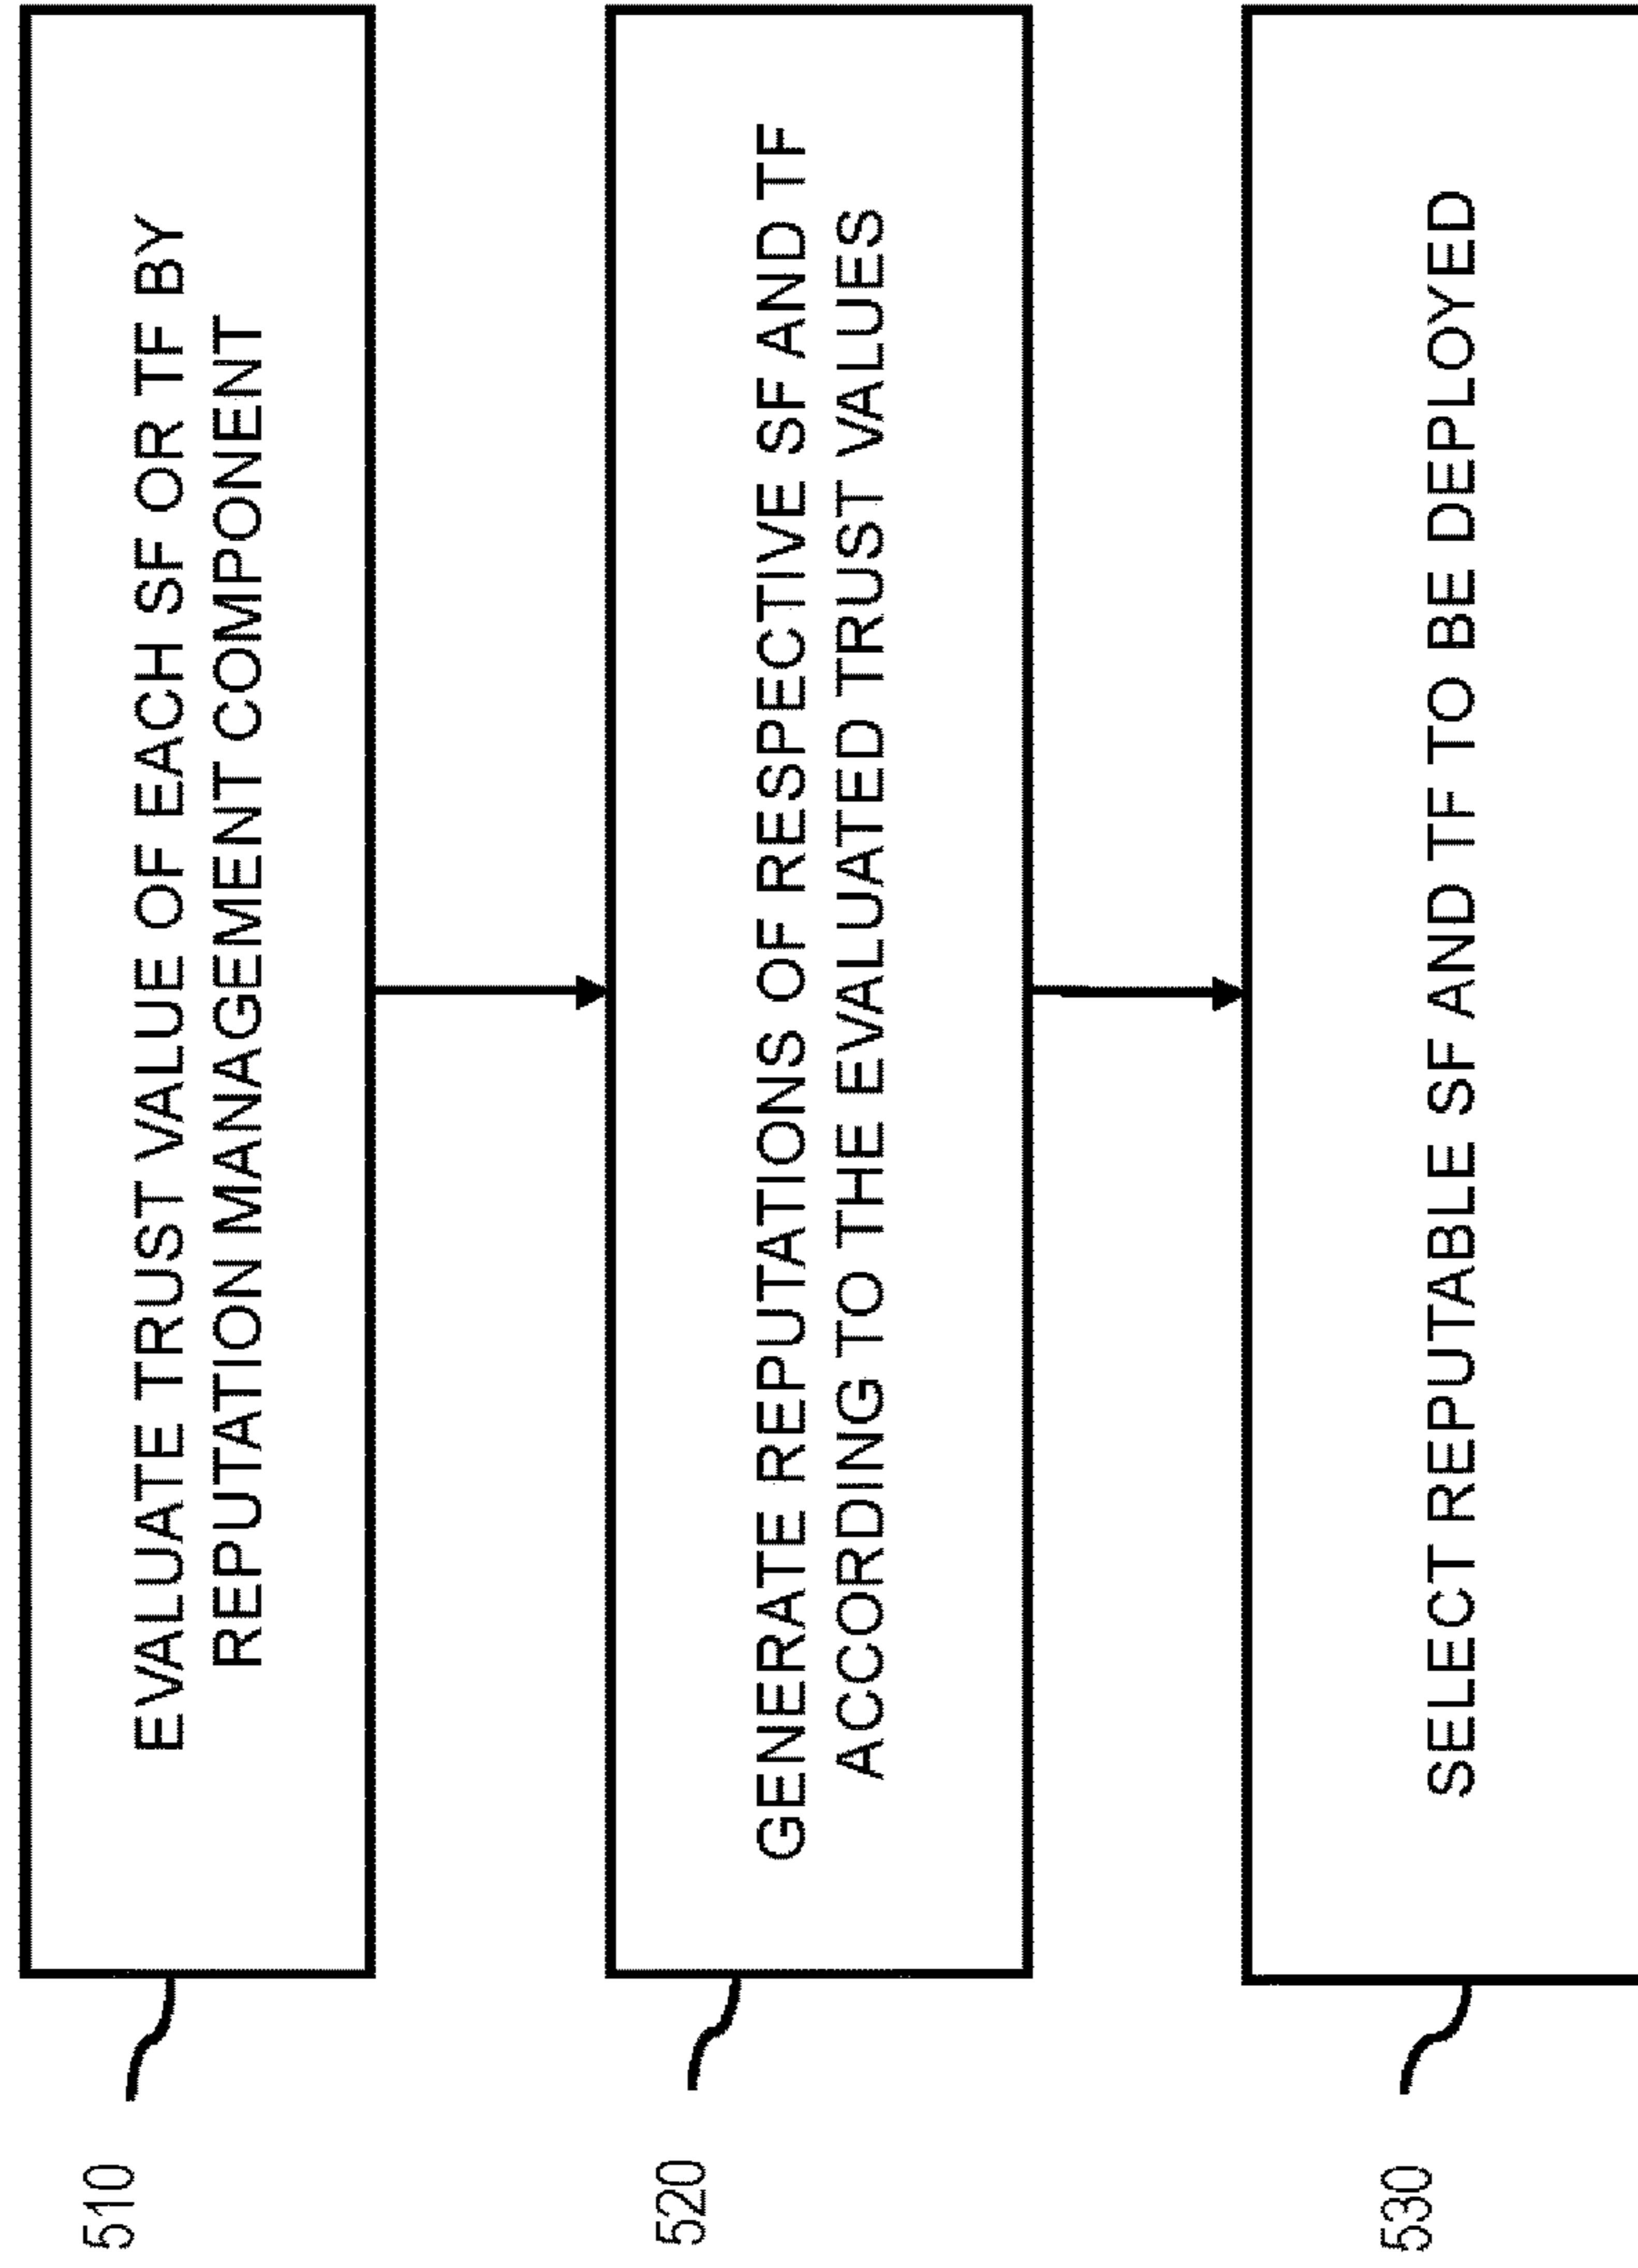 510
EVALUATE TRUST VALUE OF EACH SF OR TF BY
REPUTATION MANAGEMENT COMPONENT
520
GENERATE REPUTATIONS OF RESPECTIVE SF AND TF
ACCORDING TO THE EVALUATED TRUST VALUES
530
SELECT REPUTABLE SF AND TF TO BE DEPLOYED